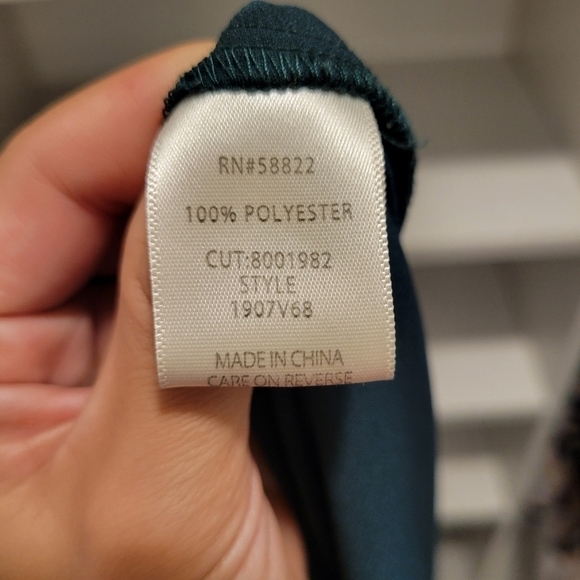 RN#58822
100% POLYESTER
CUT:8001982
STYLE
1907V68
MADE IN CHINA
CARE ON REVERSE